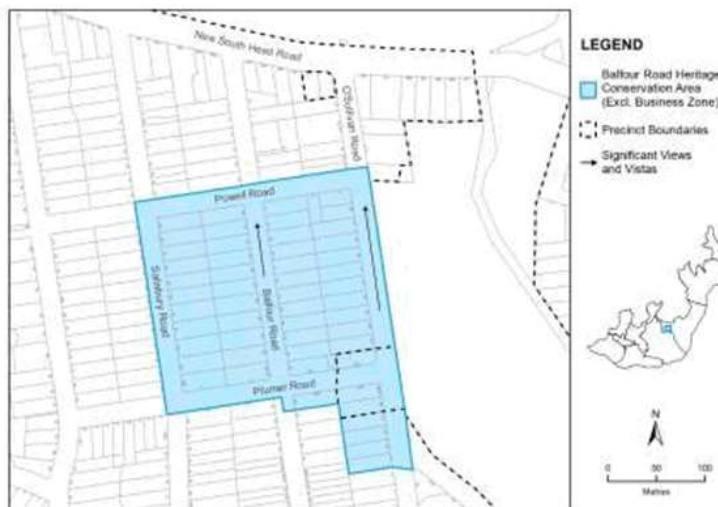 New South Head Road
O'Sullivan Road
Powell Road
Salisbury Road
Balfour Road
Plumer Road
LEGEND
Balfour Road Heritage
Conservation Area
(Excl. Business Zone)
Precinct Boundaries
Significant Views
and Vistas
N
0 50 100
Metres